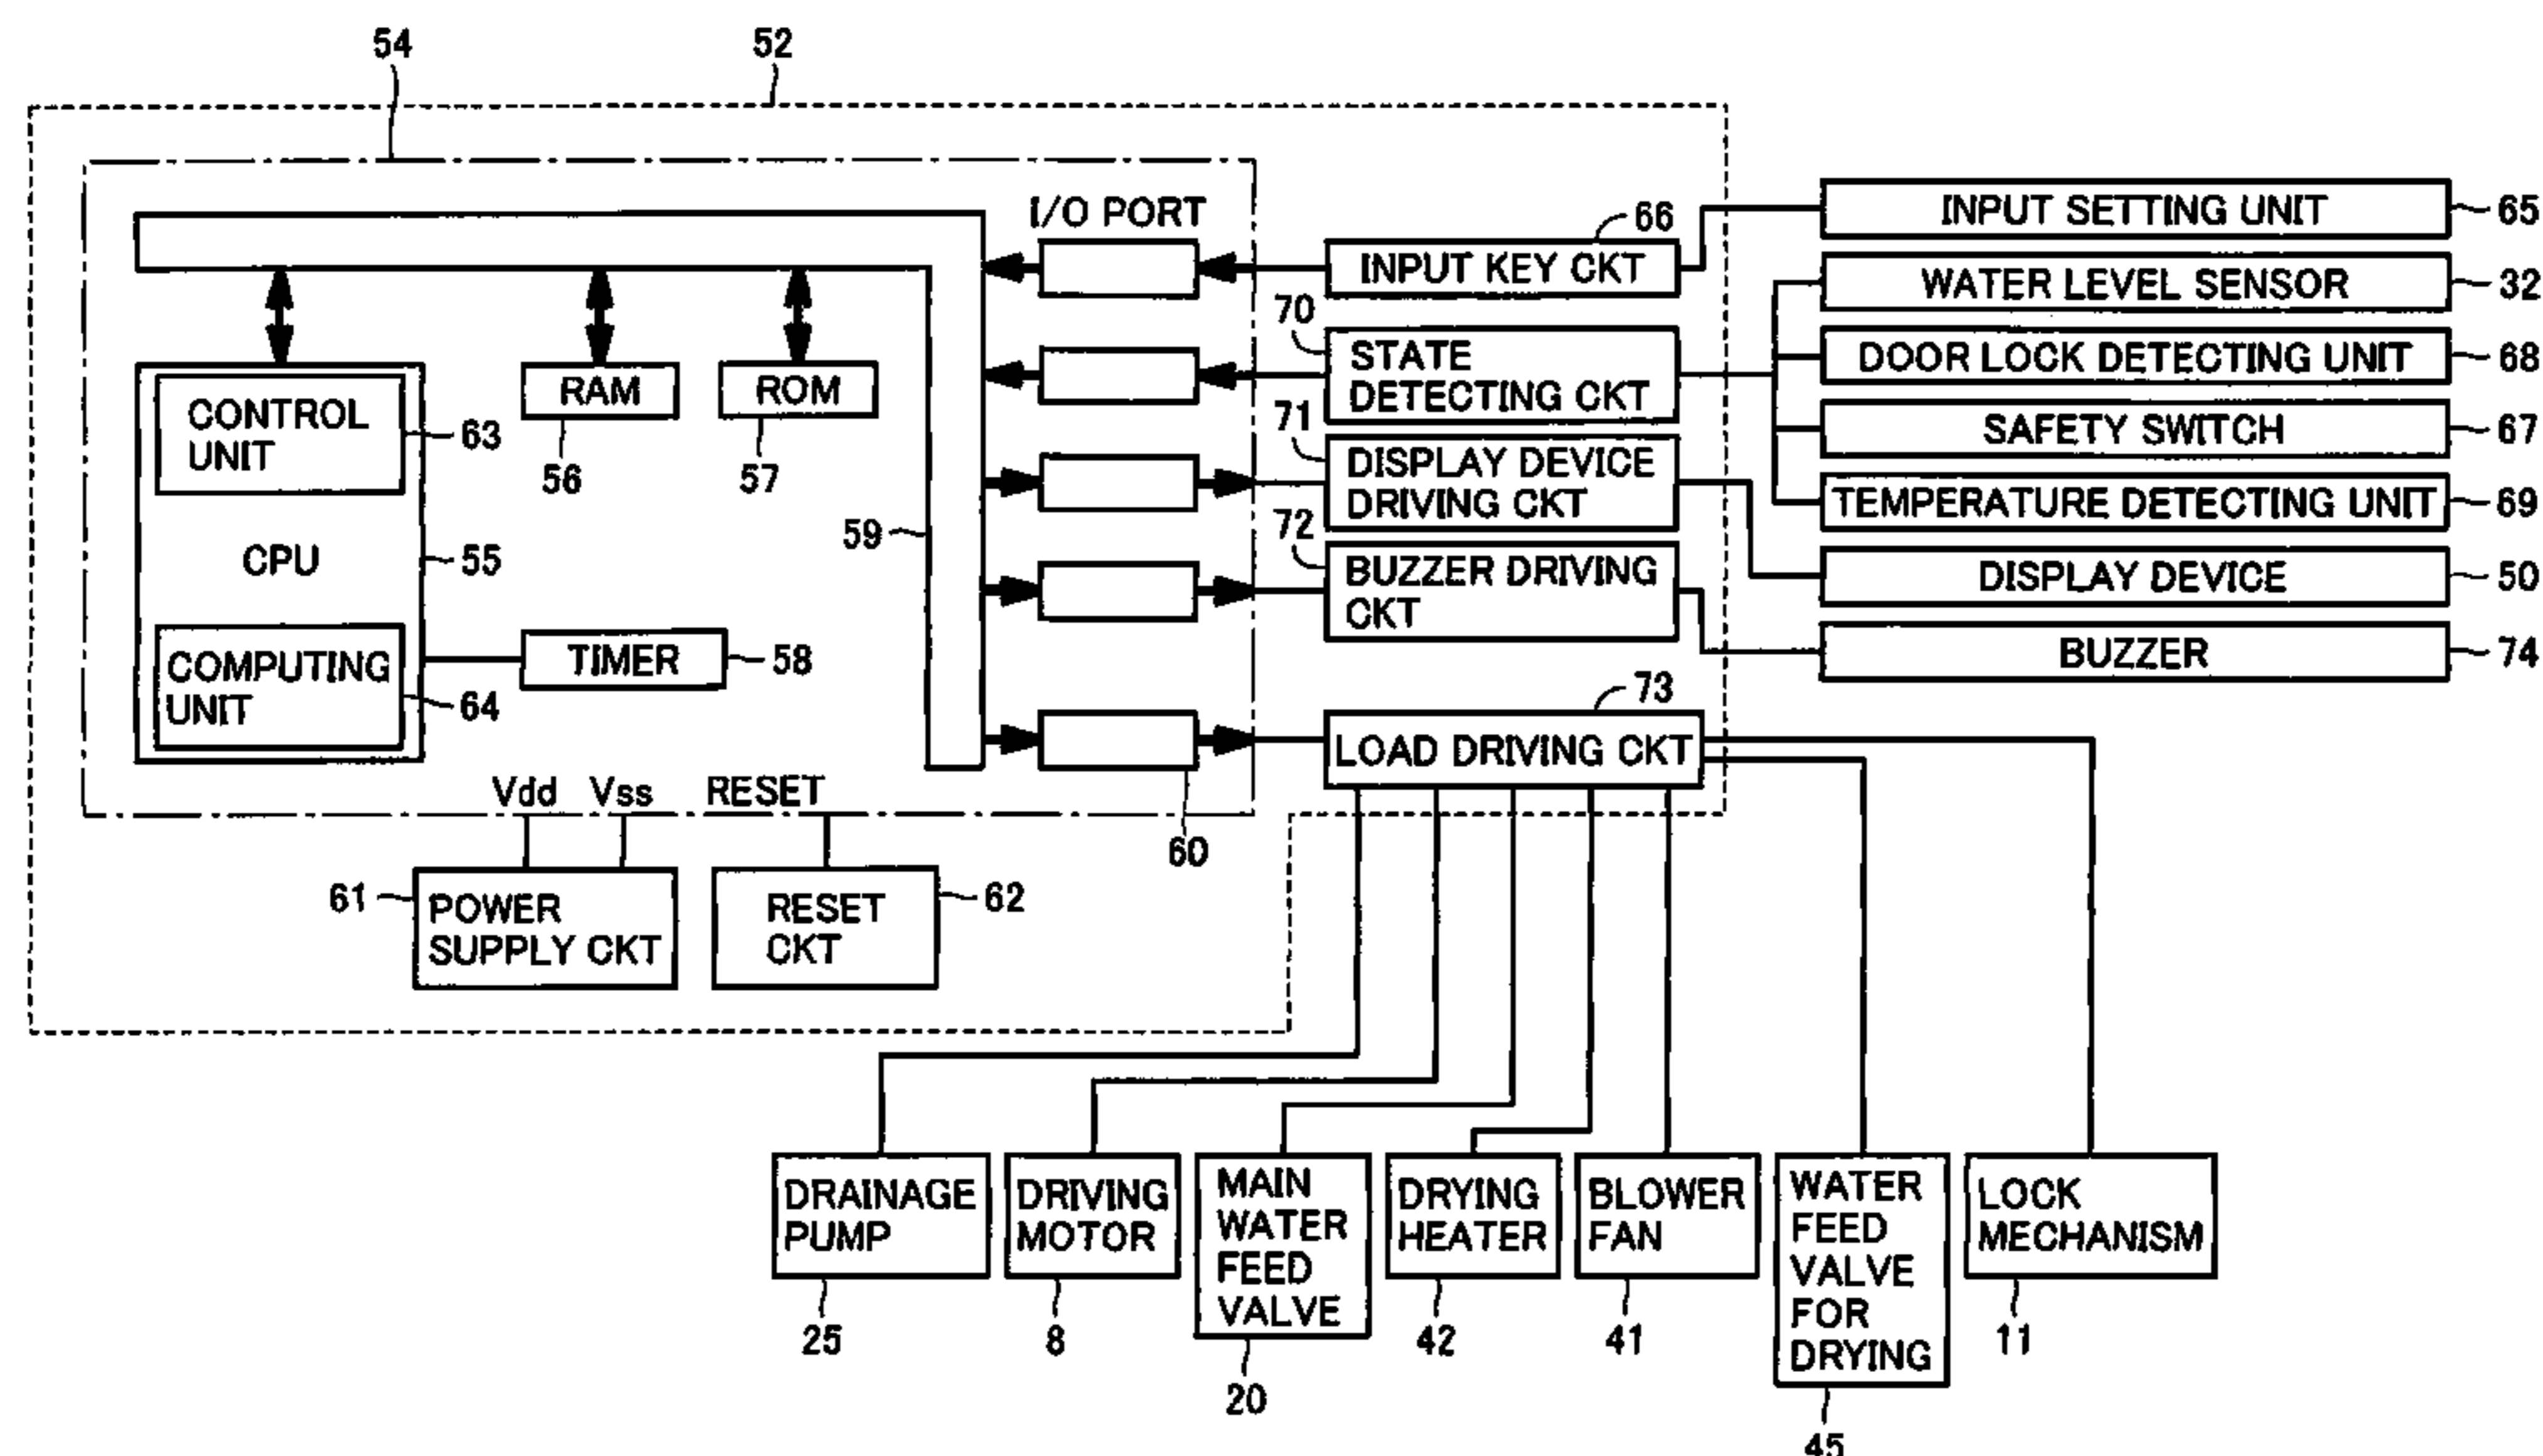 54
52
I/O PORT
66
INPUT KEY CKT
INPUT SETTING UNIT
65
WATER LEVEL SENSOR
32
70
STATE
DETECTING CKT
DOOR LOCK DETECTING UNIT
68
SAFETY SWITCH
67
TEMPERATURE DETECTING UNIT
69
CONTROL
UNIT
63
RAM
56
ROM
57
71
DISPLAY DEVICE
DRIVING CKT
DISPLAY DEVICE
50
CPU
55
59
72
BUZZER DRIVING
CKT
BUZZER
74
COMPUTING
UNIT
64
TIMER
58
73
LOAD DRIVING CKT
60
Vdd
Vss
RESET
61
POWER
SUPPLY CKT
RESET
CKT
62
DRAINAGE
PUMP
25
DRIVING
MOTOR
8
MAIN
WATER
FEED
VALVE
20
DRYING
HEATER
42
BLOWER
FAN
41
WATER
FEED
VALVE
FOR
DRYING
45
LOCK
MECHANISM
11